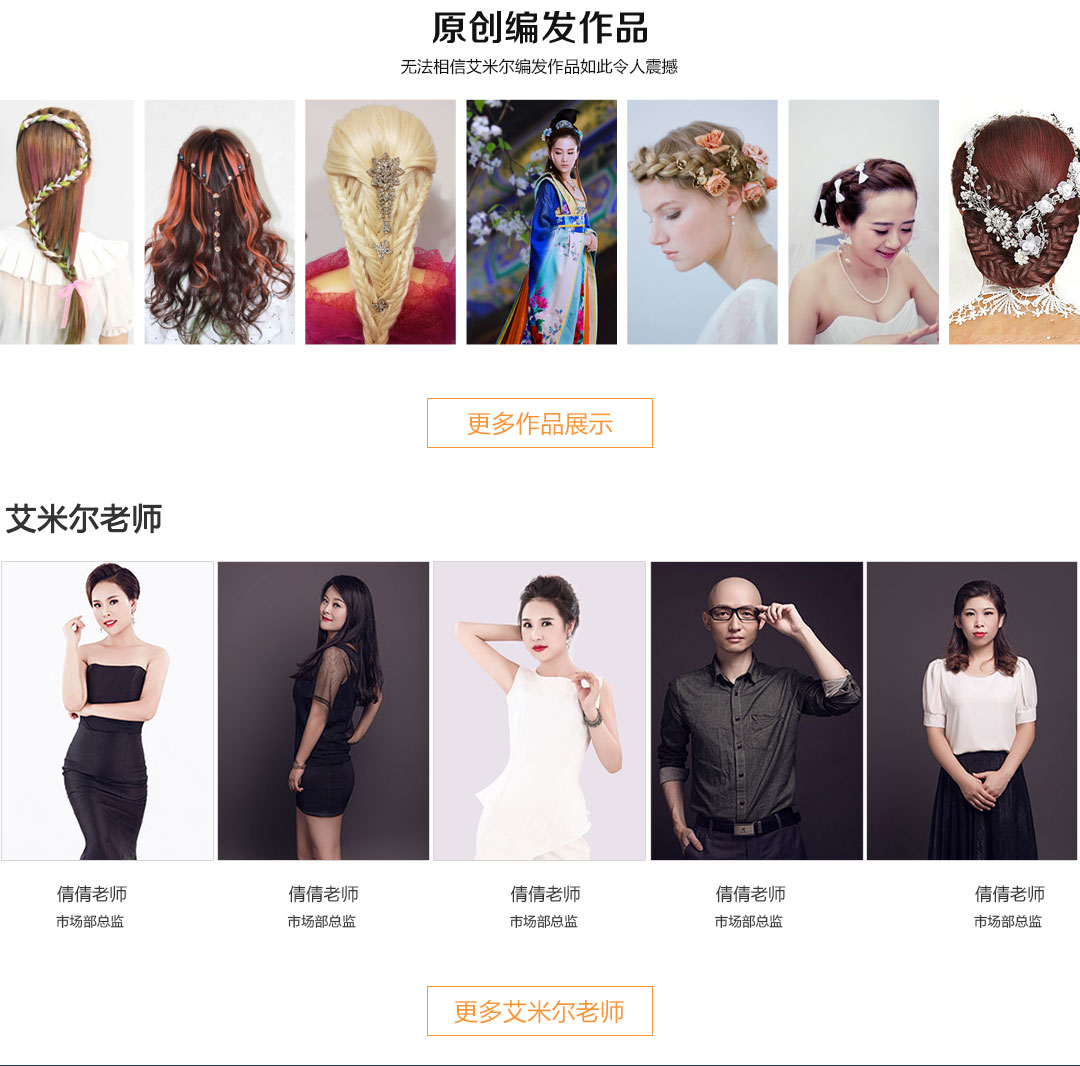 原创编发作品
无法相信艾米尔编发作品如此令人震撼
更多作品展示
艾米尔老师
倩倩老师
市场部总监
倩倩老师
市场部总监
倩倩老师
市场部总监
倩倩老师
市场部总监
倩倩老师
市场部总监
更多艾米尔老师